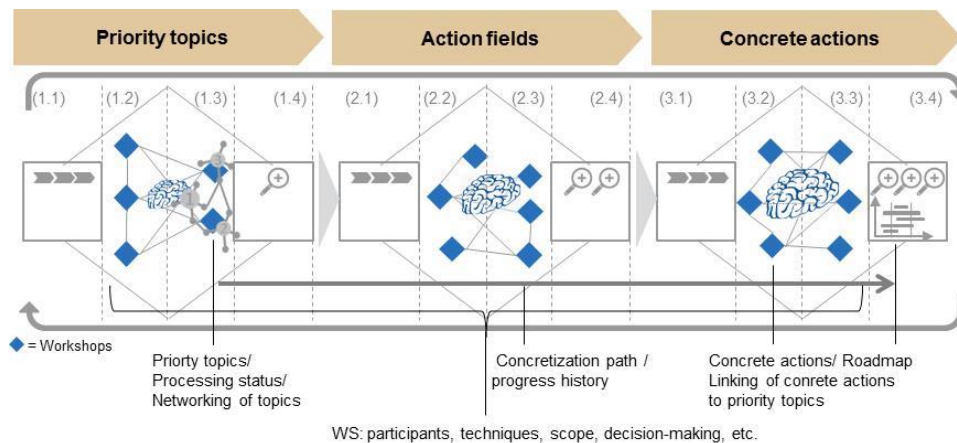 Priority topics
Action fields
Concrete actions
(1.1) (1.2) (1.3) (1.4) (2.1) (2.2) (2.3) (2.4) (3.1) (3.2) (3.3) (3.4)
= Workshops
Priorty topics/
Processing status/
Networking of topics
Concretization path /
progress history
Concrete actions/ Roadmap
Linking of conrete actions
to priority topics
WS: participants, techniques, scope, decision-making, etc.